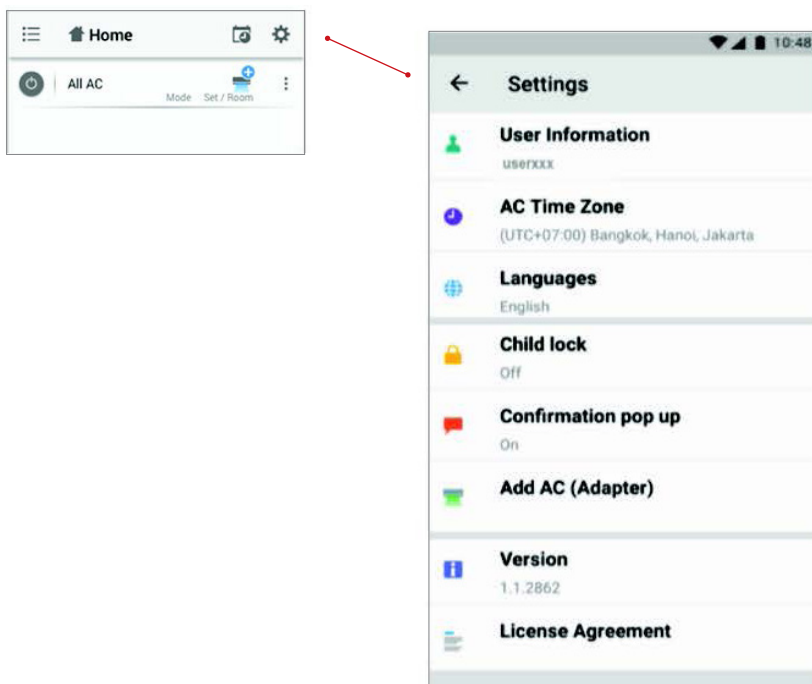 Home
All AC
Mode Set / Room
10:48
Settings
User Information
userxxx
AC Time Zone
(UTC+07:00) Bangkok, Hanoi, Jakarta
Languages
English
Child lock
Off
Confirmation pop up
On
Add AC (Adapter)
Version
1.1.2862
License Agreement